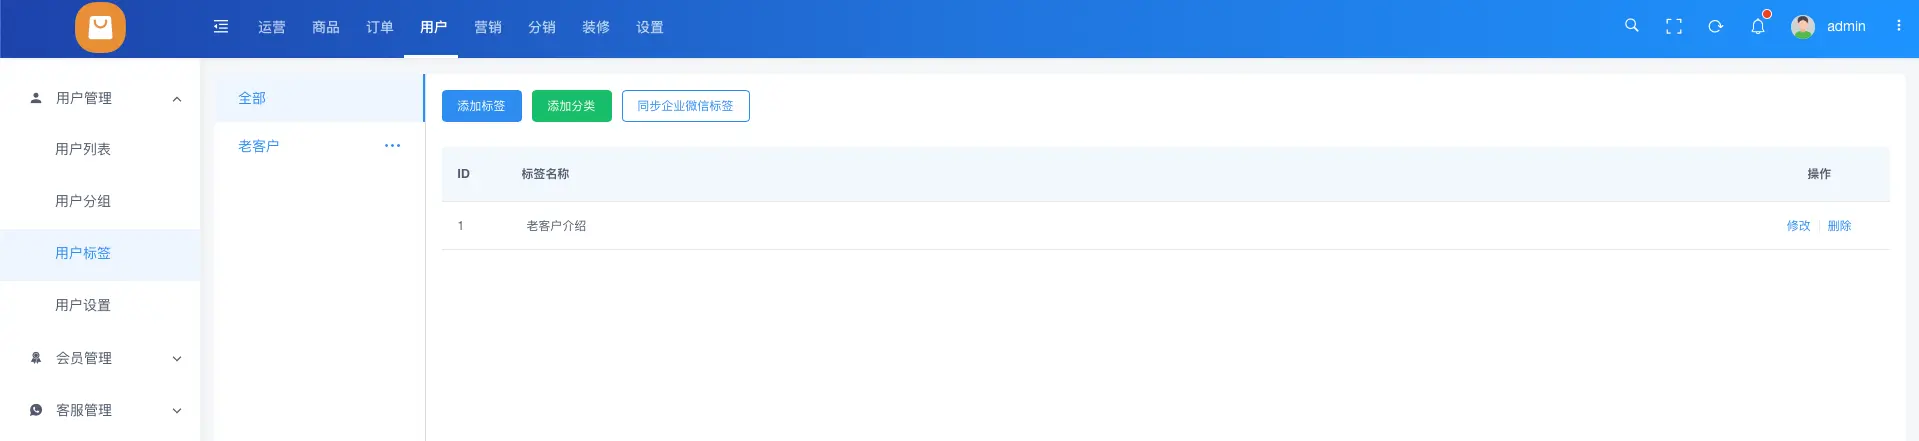 运营 商品 订单 用户 营销 分销 装修 设置 admin
用户管理
用户列表
用户分组
用户标签
用户设置
会员管理
客服管理
全部
老客户
添加标签 添加分类 同步企业微信标签
ID 标签名称 操作
1 老客户介绍 修改 删除